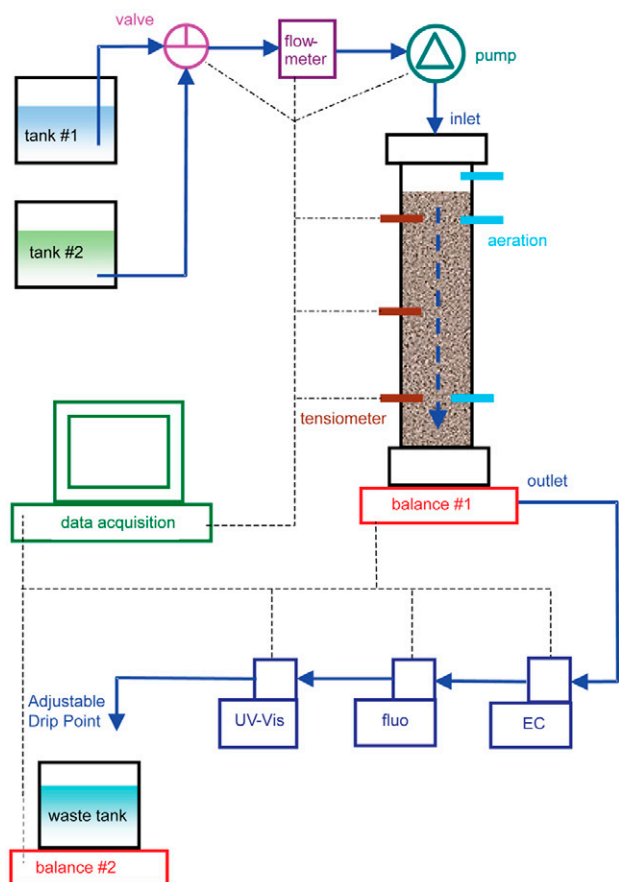 valve
flow-
meter
pump
inlet
tank #1
tank #2
aeration
tensiometer
outlet
data acquisition
balance #1
Adjustable
Drip Point
UV-Vis
fluo
EC
waste tank
balance #2